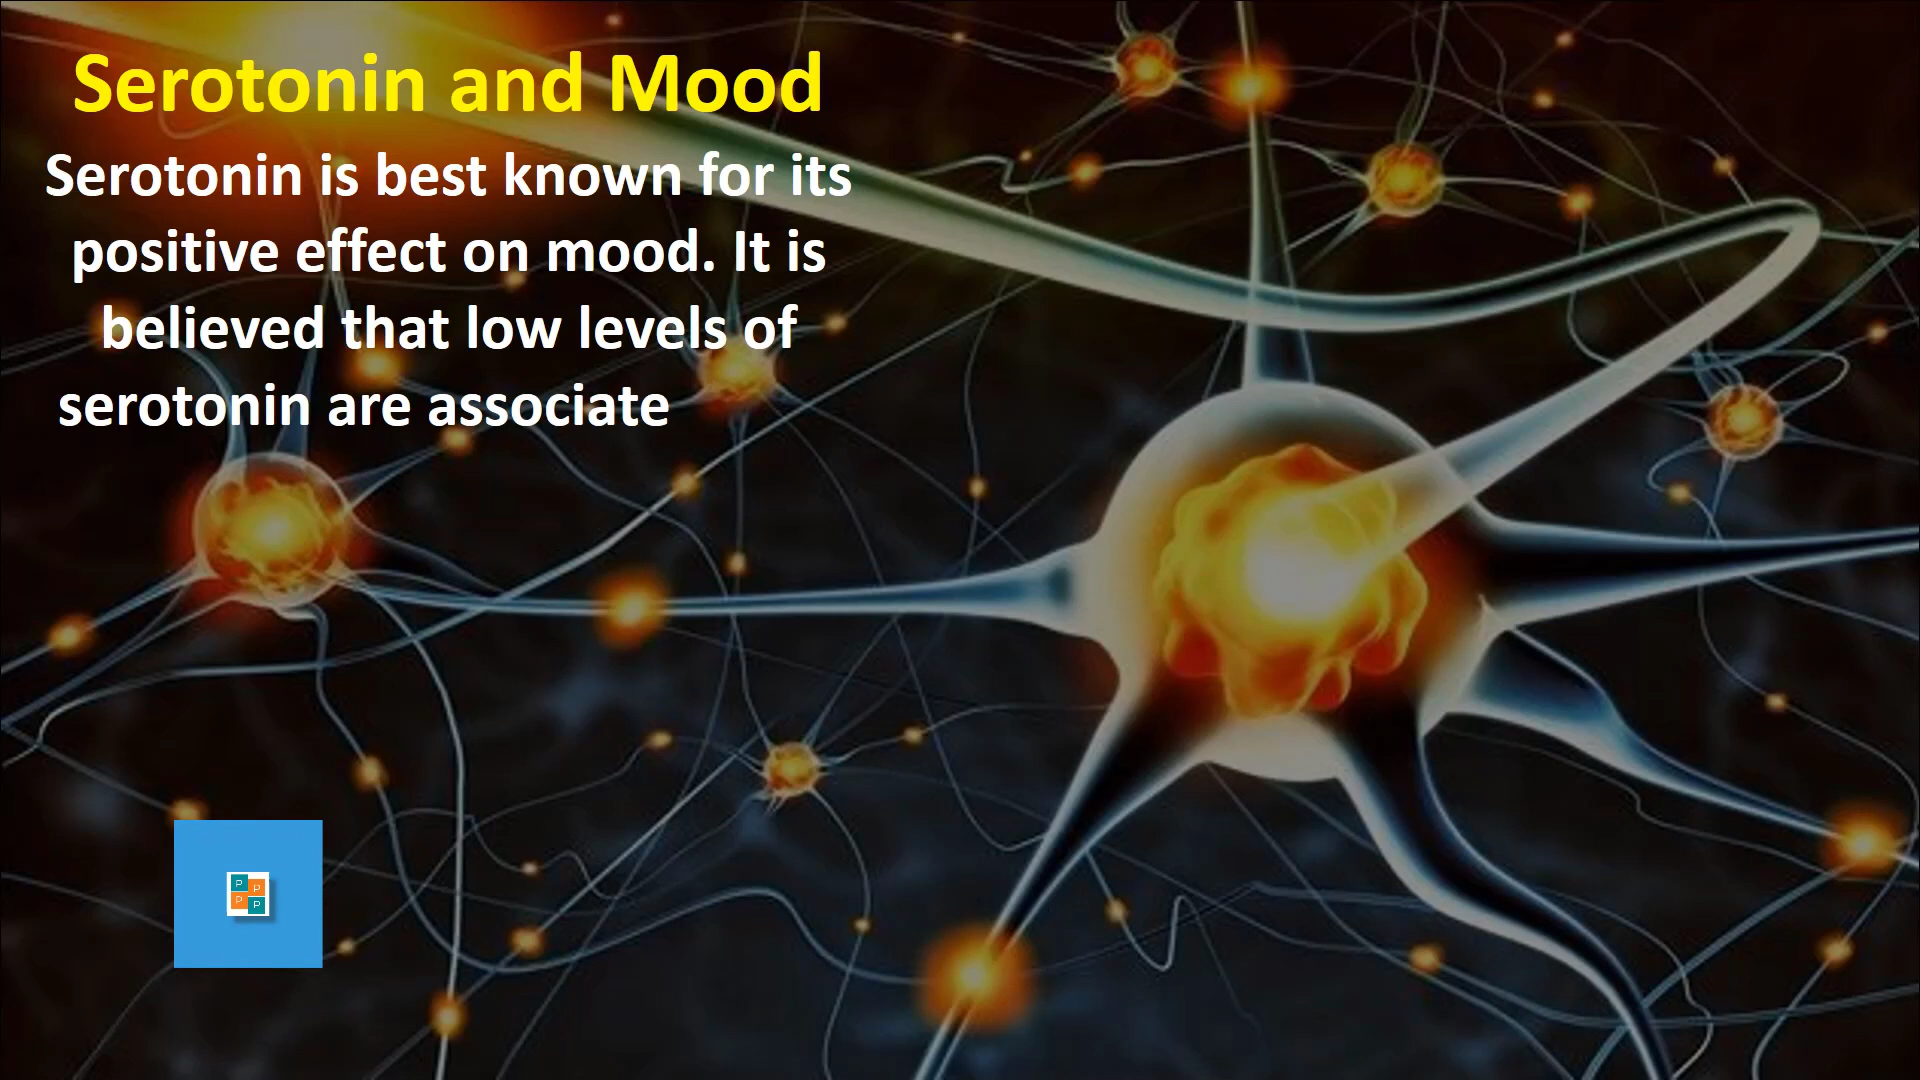 Serotonin and Mood
Serotonin is best known for its
positive effect on mood. It is
believed that low levels of
serotonin are associate
P P
P P